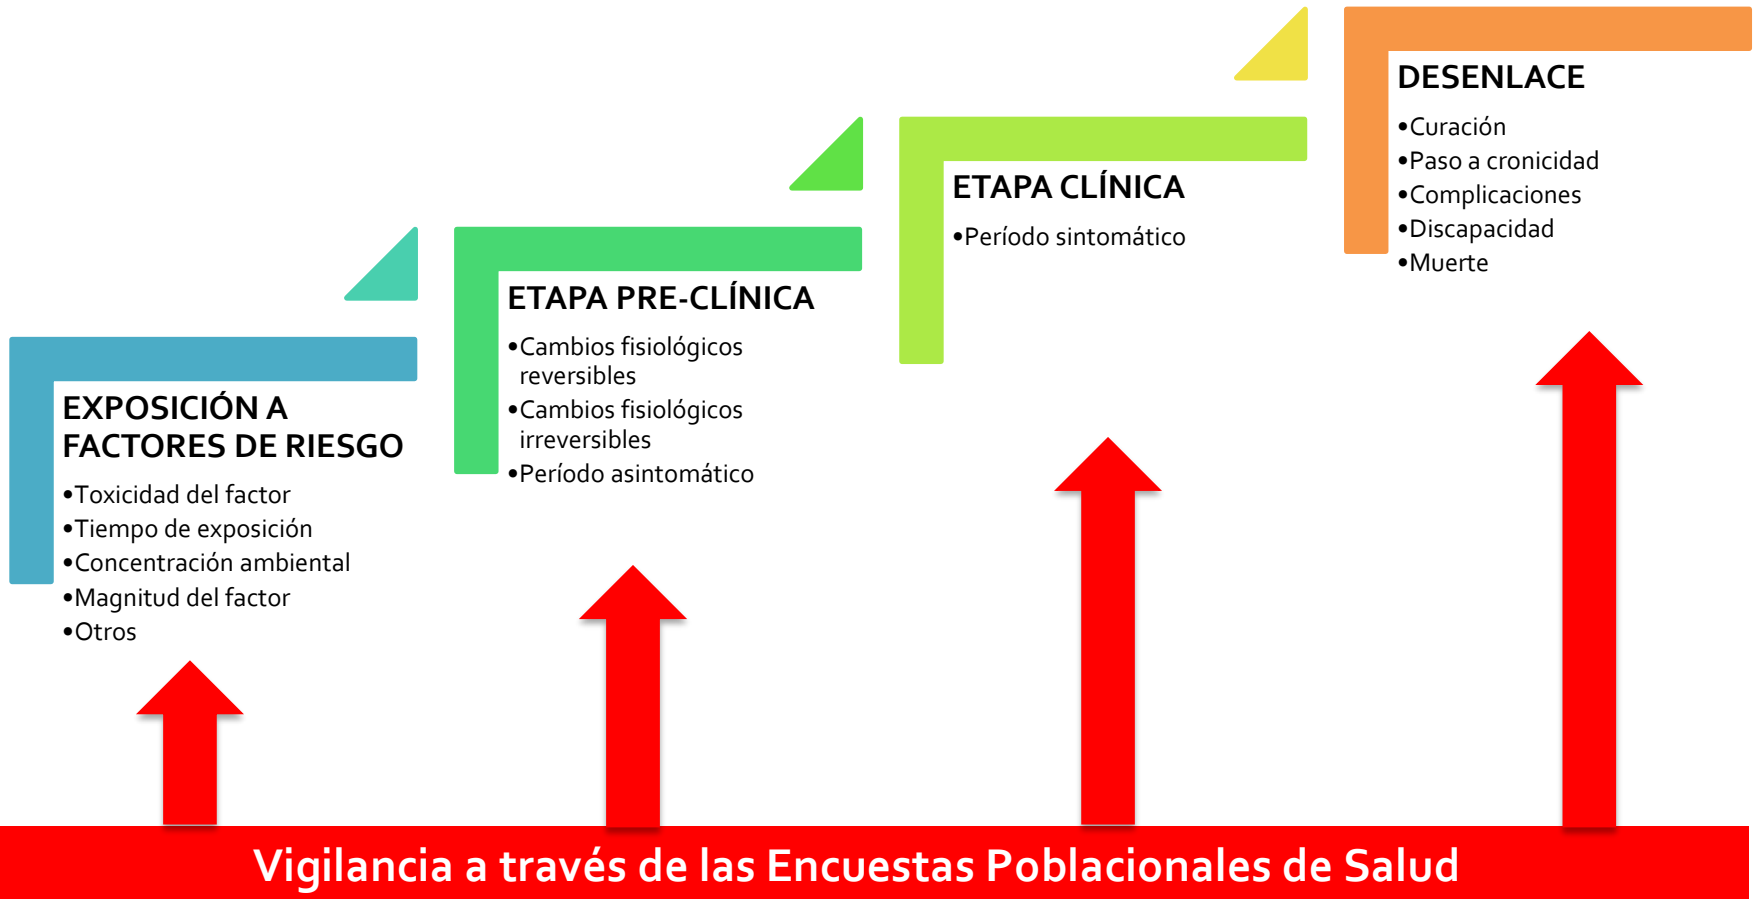 EXPOSICIÓN A
FACTORES DE RIESGO
•Toxicidad del factor
•Tiempo de exposición
•Concentración ambiental
•Magnitud del factor
•Otros
ETAPA PRE-CLÍNICA
•Cambios fisiológicos
reversibles
•Cambios fisiológicos
irreversibles
•Período asintomático
ETAPA CLÍNICA
•Período sintomático
DESENLACE
•Curación
•Paso a cronicidad
•Complicaciones
•Discapacidad
•Muerte
Vigilancia a través de las Encuestas Poblacionales de Salud